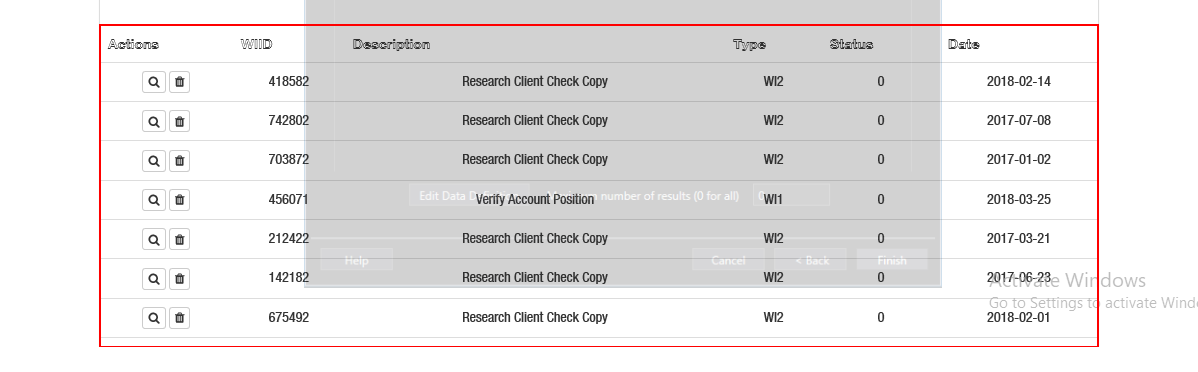 Actions WIID Description Type Status Date
418582 Research Client Check Copy WI2 0 2018-02-14
742802 Research Client Check Copy WI2 0 2017-07-08
703872 Research Client Check Copy WI2 0 2017-01-02
Edit Data number of results (0 for all)
456071 Verify Account Position WI1 0 2018-03-25
212422 Research Client Check Copy WI2 0 2017-03-21
Help Cancel < Back Finish
142182 Research Client Check Copy WI2 0 2017-06-23
Activate Windows
Go to Settings to activate Wind
675492 Research Client Check Copy WI2 0 2018-02-01